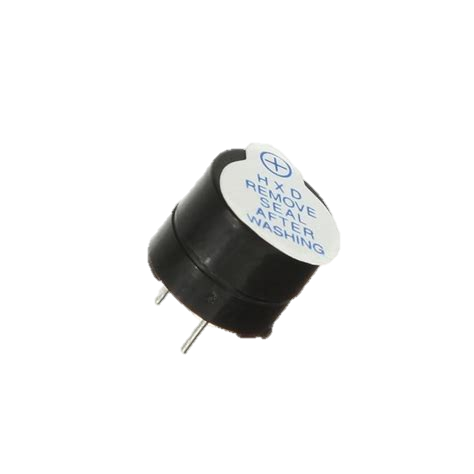 +
H X D
REMOVE
SEAL
AFTER
WASHING